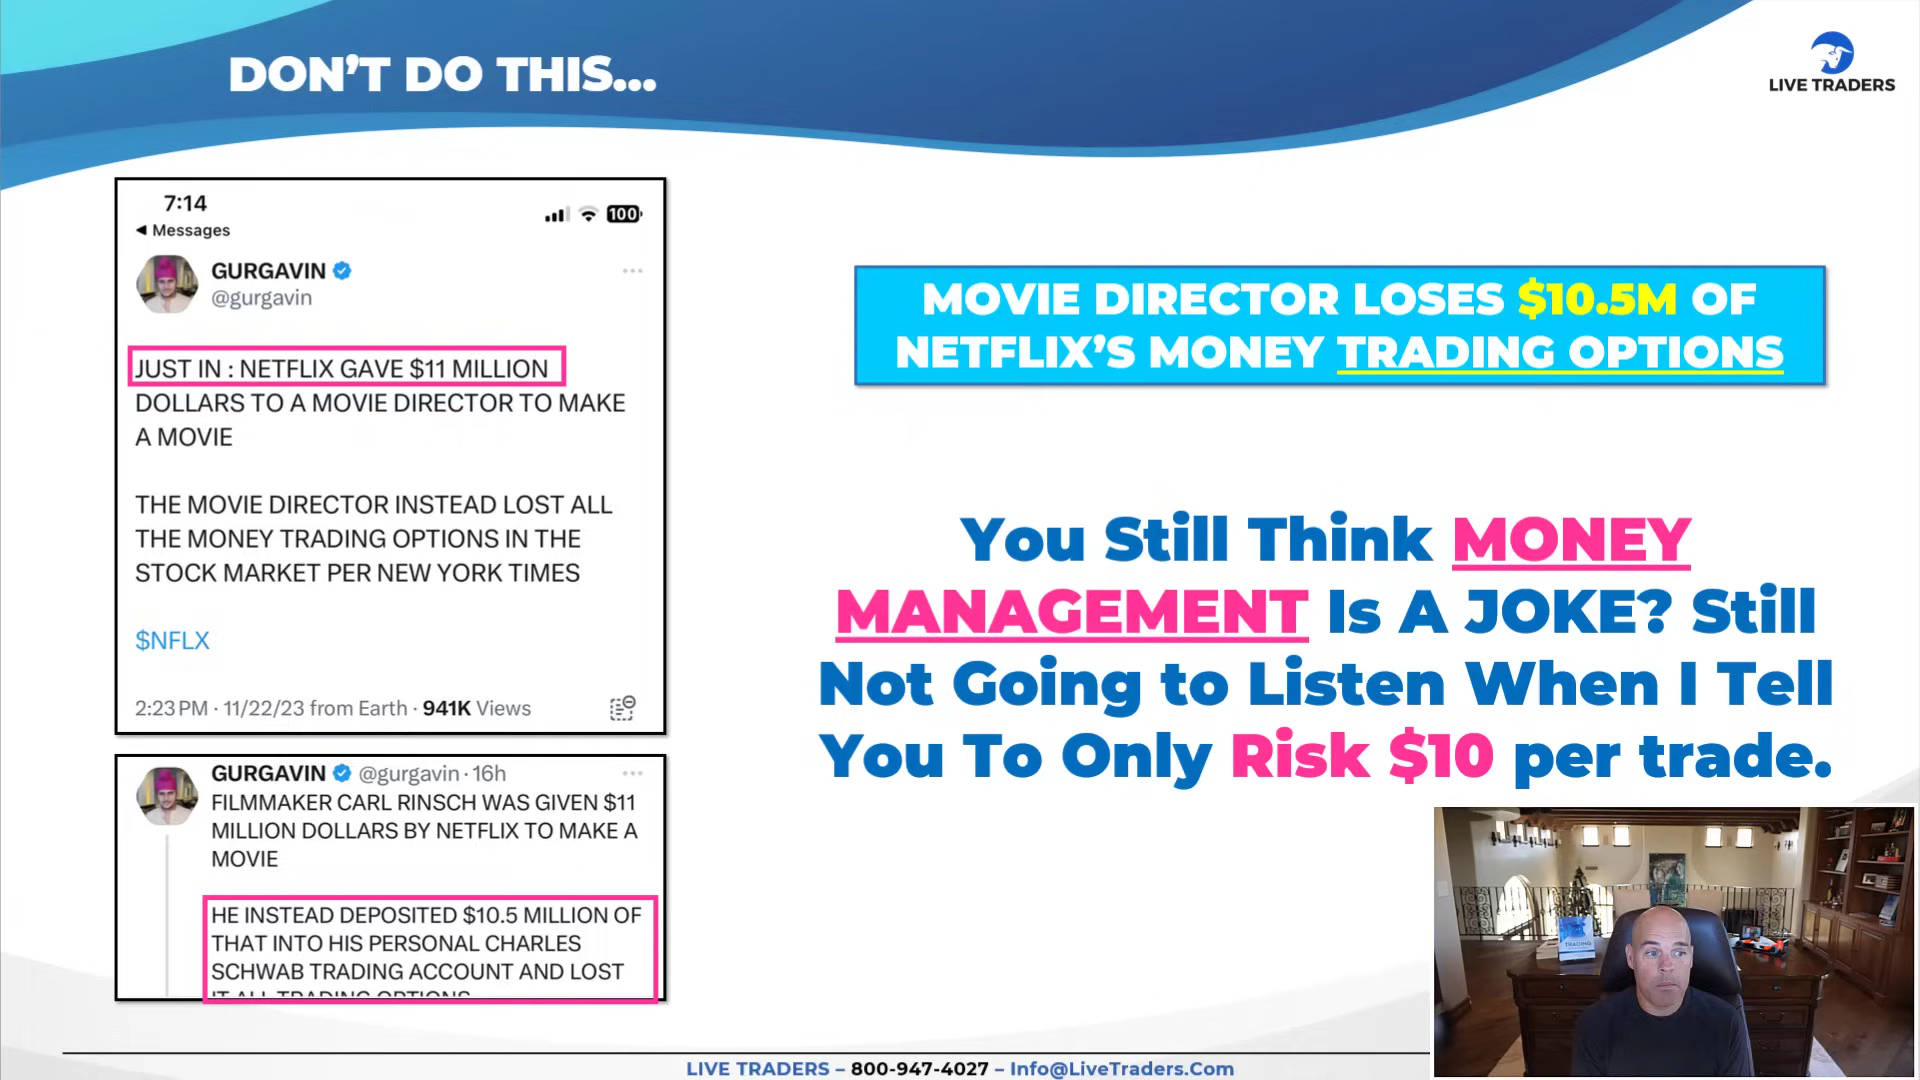 DON'T DO THIS...
LIVE TRADERS
7:14
100
Messages
GURGAVIN
@gurgavin
JUST IN : NETFLIX GAVE $11 MILLION
DOLLARS TO A MOVIE DIRECTOR TO MAKE
A MOVIE
THE MOVIE DIRECTOR INSTEAD LOST ALL
THE MONEY TRADING OPTIONS IN THE
STOCK MARKET PER NEW YORK TIMES
$NFLX
2:23 PM · 11/22/23 from Earth · 941K Views
GURGAVIN @gurgavin · 16h
FILMMAKER CARL RINSCH WAS GIVEN $11
MILLION DOLLARS BY NETFLIX TO MAKE A
MOVIE
HE INSTEAD DEPOSITED $10.5 MILLION OF
THAT INTO HIS PERSONAL CHARLES
SCHWAB TRADING ACCOUNT AND LOST
IT ALL TRADING OPTIONS
MOVIE DIRECTOR LOSES $10.5M OF
NETFLIX'S MONEY TRADING OPTIONS
You Still Think MONEY
MANAGEMENT Is A JOKE? Still
Not Going to Listen When I Tell
You To Only Risk $10 per trade.
TRADING
LIVE TRADERS – 800-947-4027 – Info@LiveTraders.Com